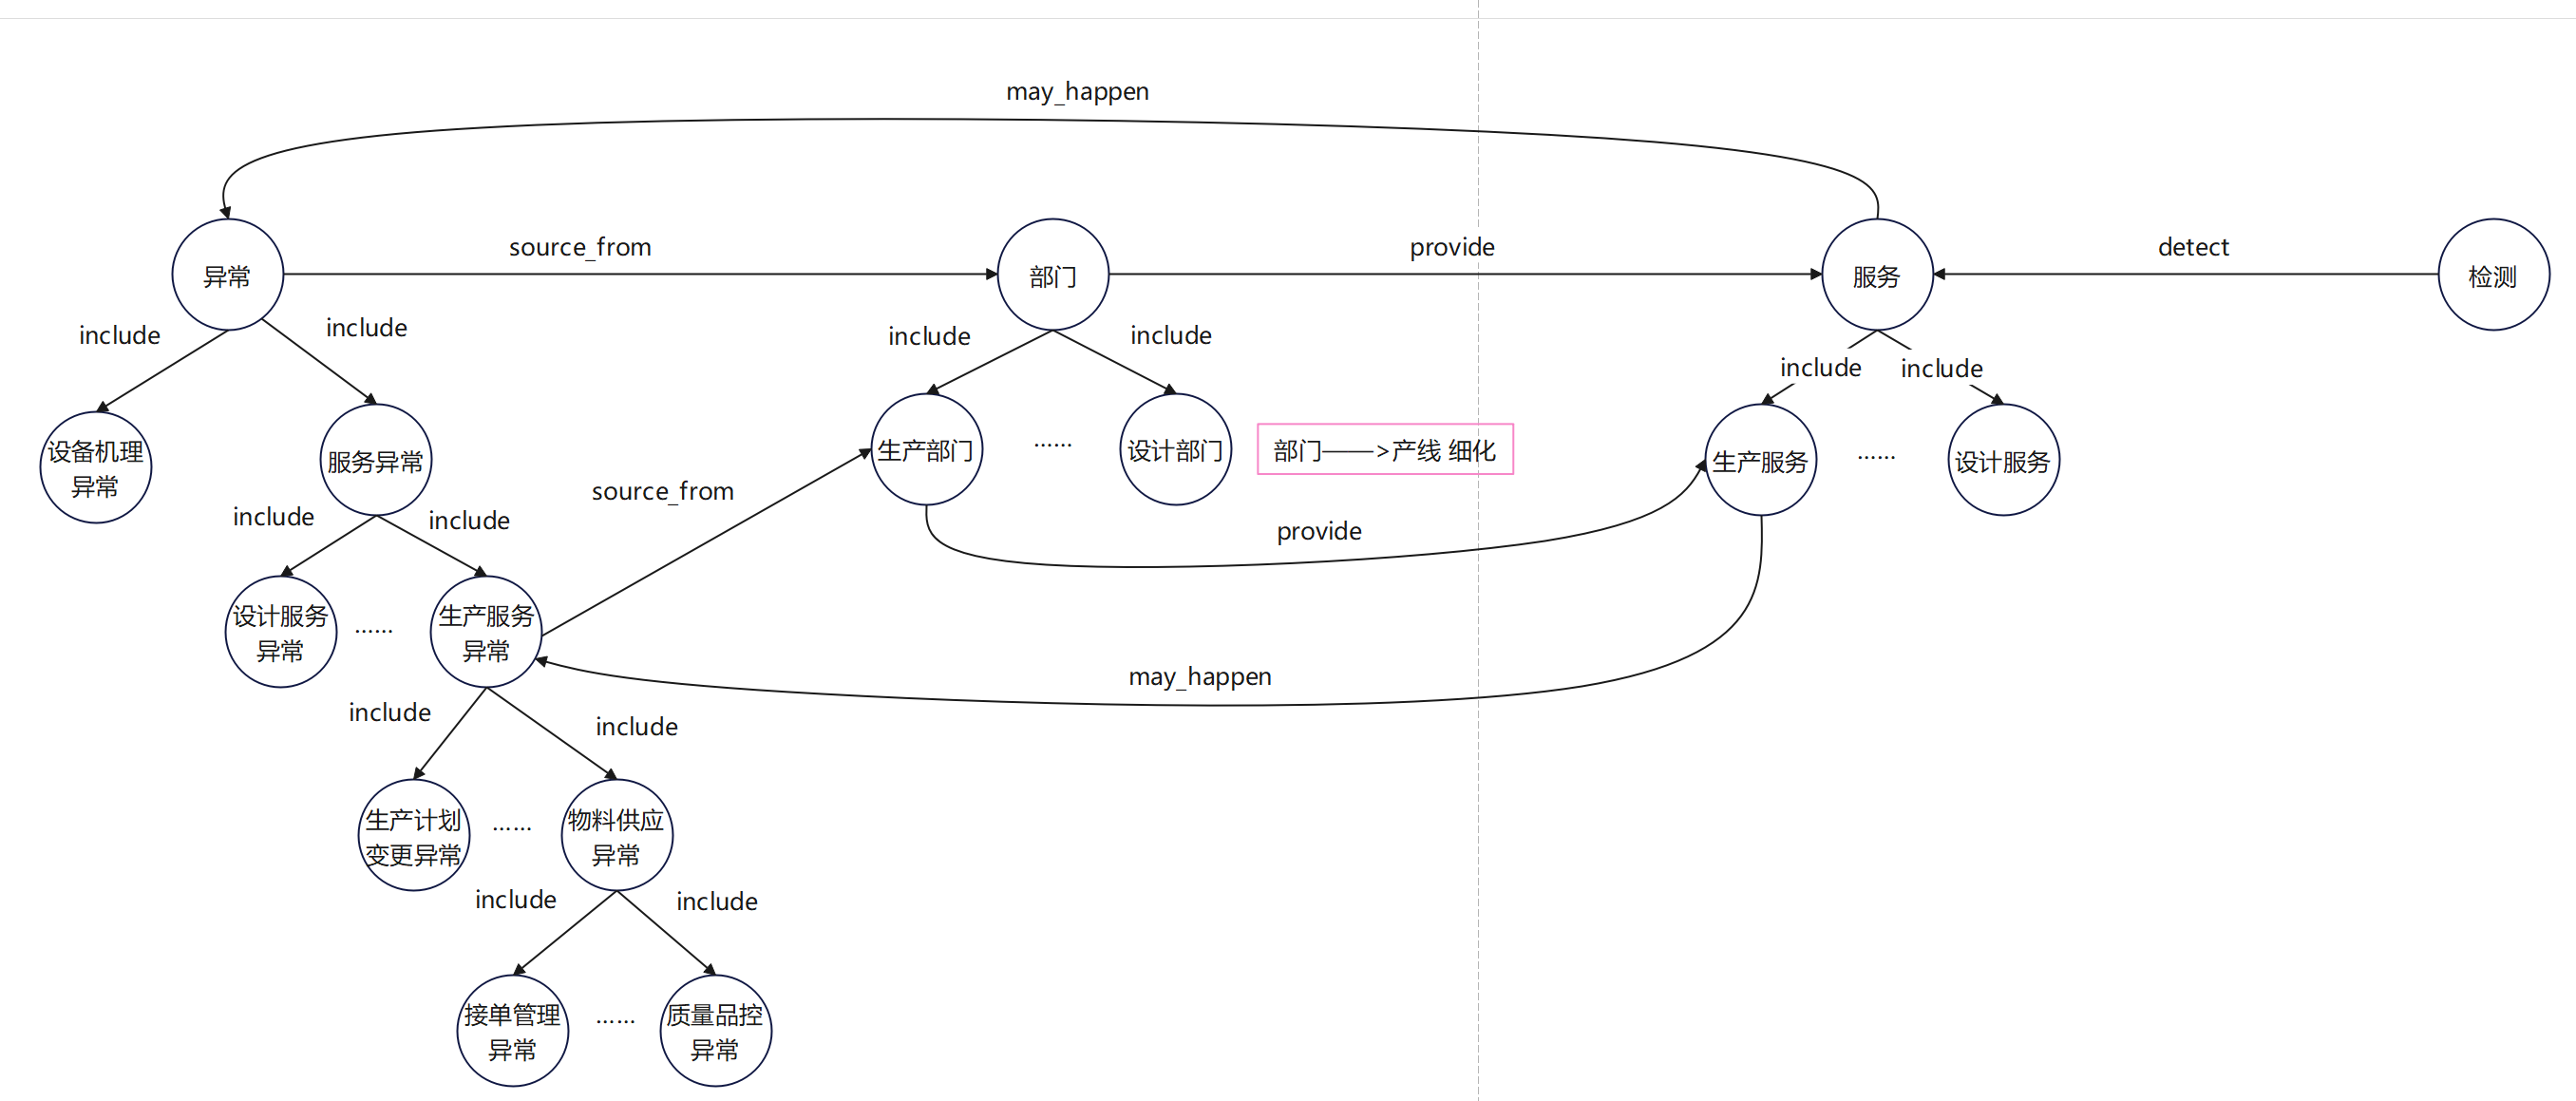 may_happen
异常
source_from
部门
provide
服务
detect
检测
include
include
include
include
include
include
设备机理
异常
服务异常
生产部门
……
设计部门
部门——>产线 细化
生产服务
……
设计服务
source_from
include
include
provide
设计服务
异常
……
生产服务
异常
may_happen
include
include
生产计划
变更异常
……
物料供应
异常
include
include
接单管理
异常
……
质量品控
异常